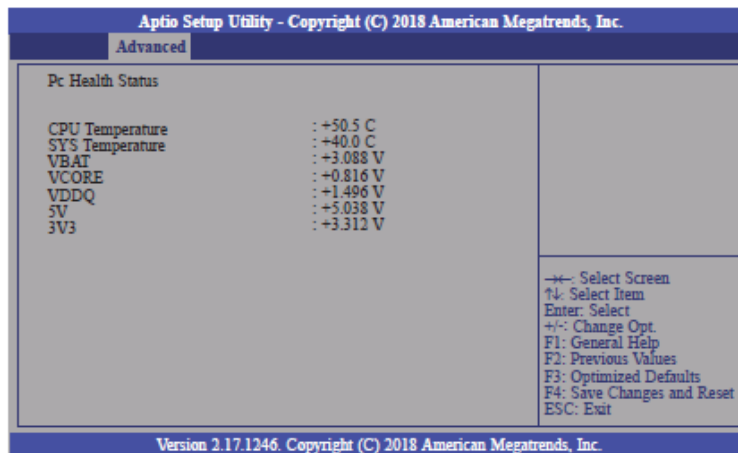 Aptio Setup Utility - Copyright (C) 2018 American Megatrends, Inc.
Advanced
Pc Health Status
CPU Temperature : +50.5 C
SYS Temperature : +40.0 C
VBAT : +3.088 V
VCORE : +0.816 V
VDDQ : +1.496 V
5V : +5.038 V
3V3 : +3.312 V
→←: Select Screen
↑↓: Select Item
Enter: Select
+/-: Change Opt.
F1: General Help
F2: Previous Values
F3: Optimized Defaults
F4: Save Changes and Reset
ESC: Exit
Version 2.17.1246. Copyright (C) 2018 American Megatrends, Inc.